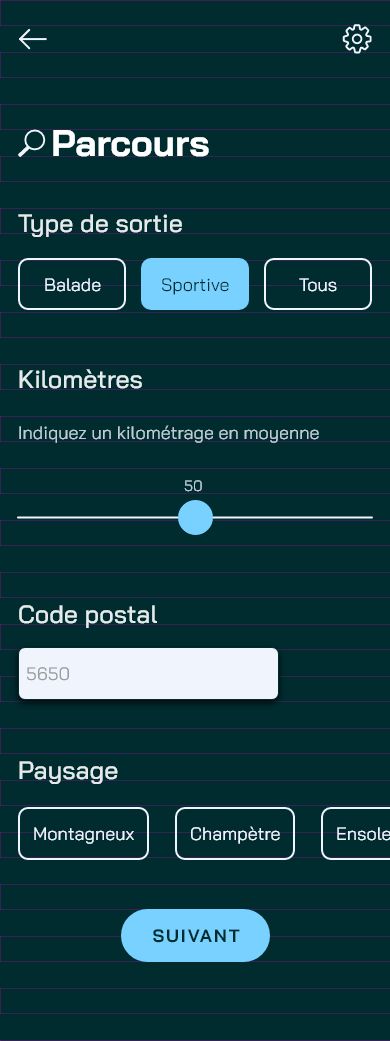 Parcours
Type de sortie
Balade Sportive Tous
Kilomètres
Indiquez un kilométrage en moyenne
50
Code postal
5650
Paysage
Montagneux Champètre Ensole
SUIVANT